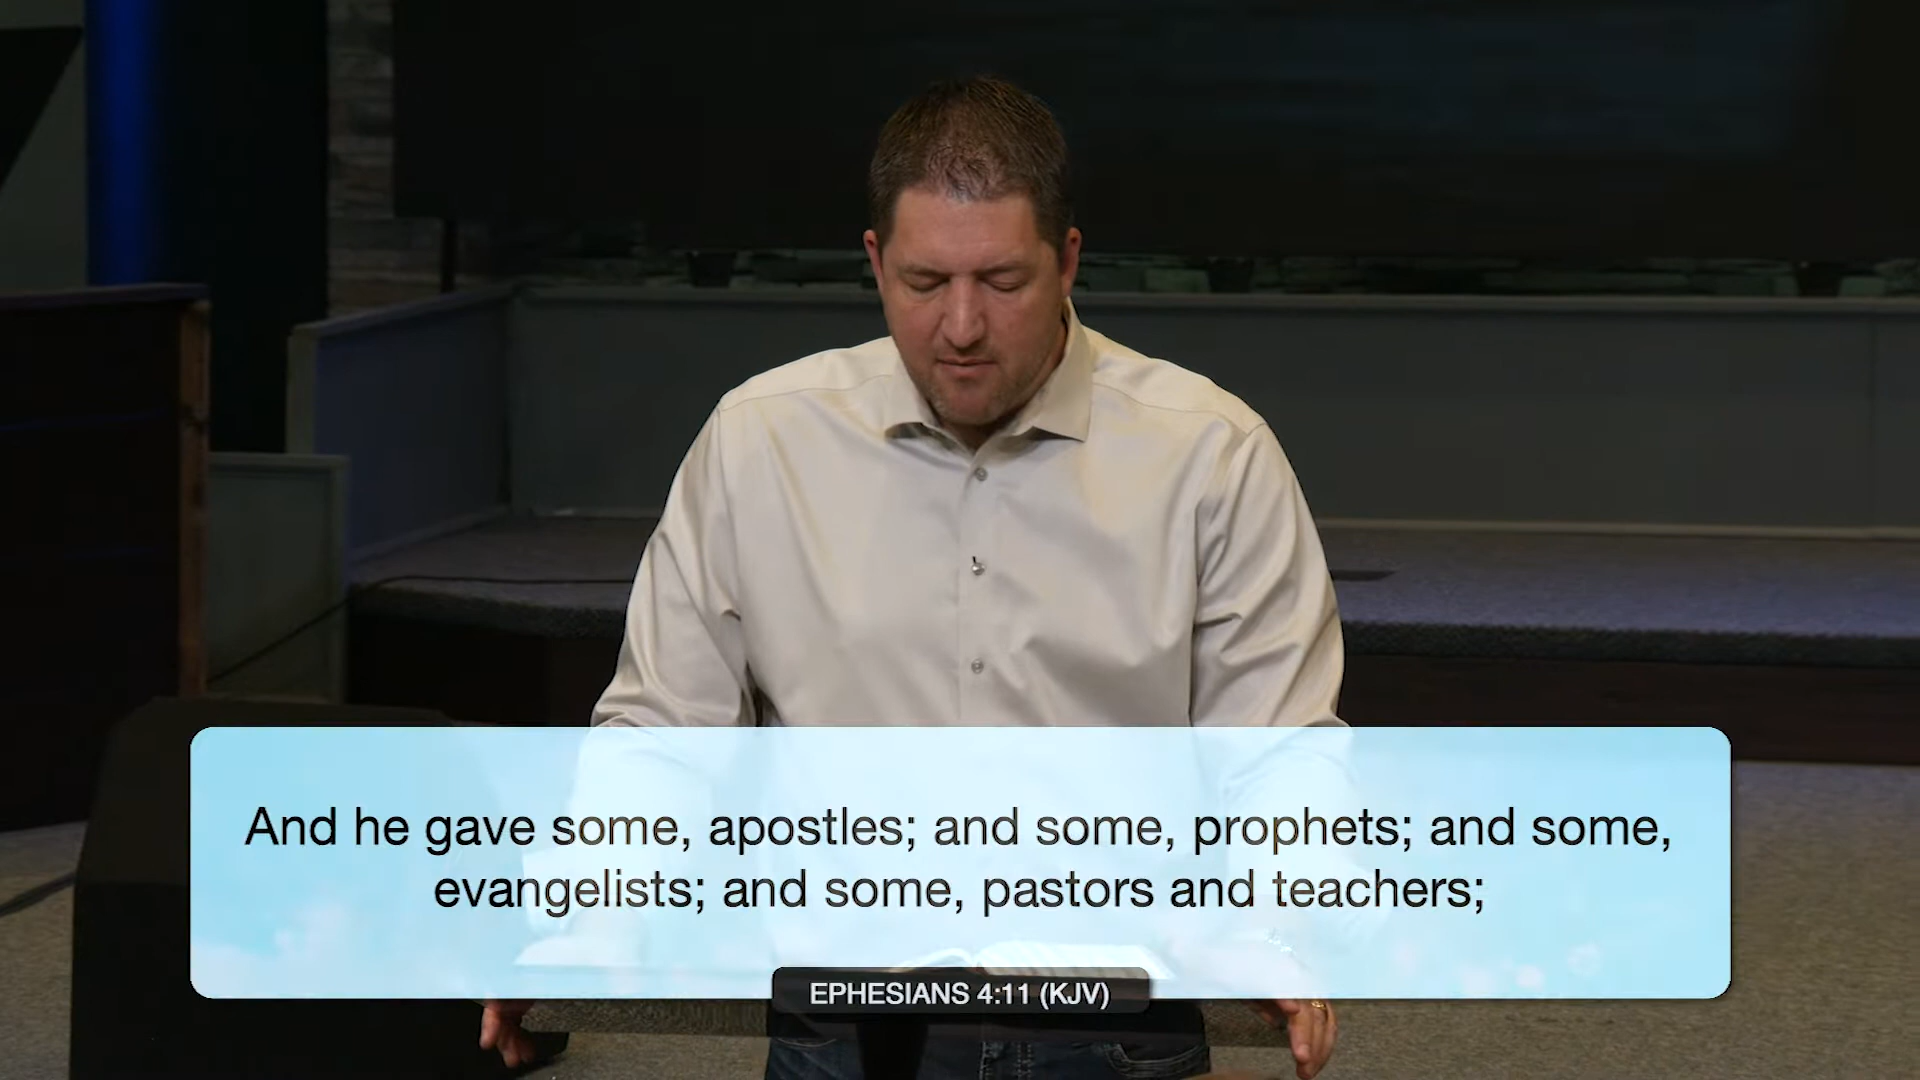 And he gave some, apostles; and some, prophets; and some,
evangelists; and some, pastors and teachers;
EPHESIANS 4:11 (KJV)